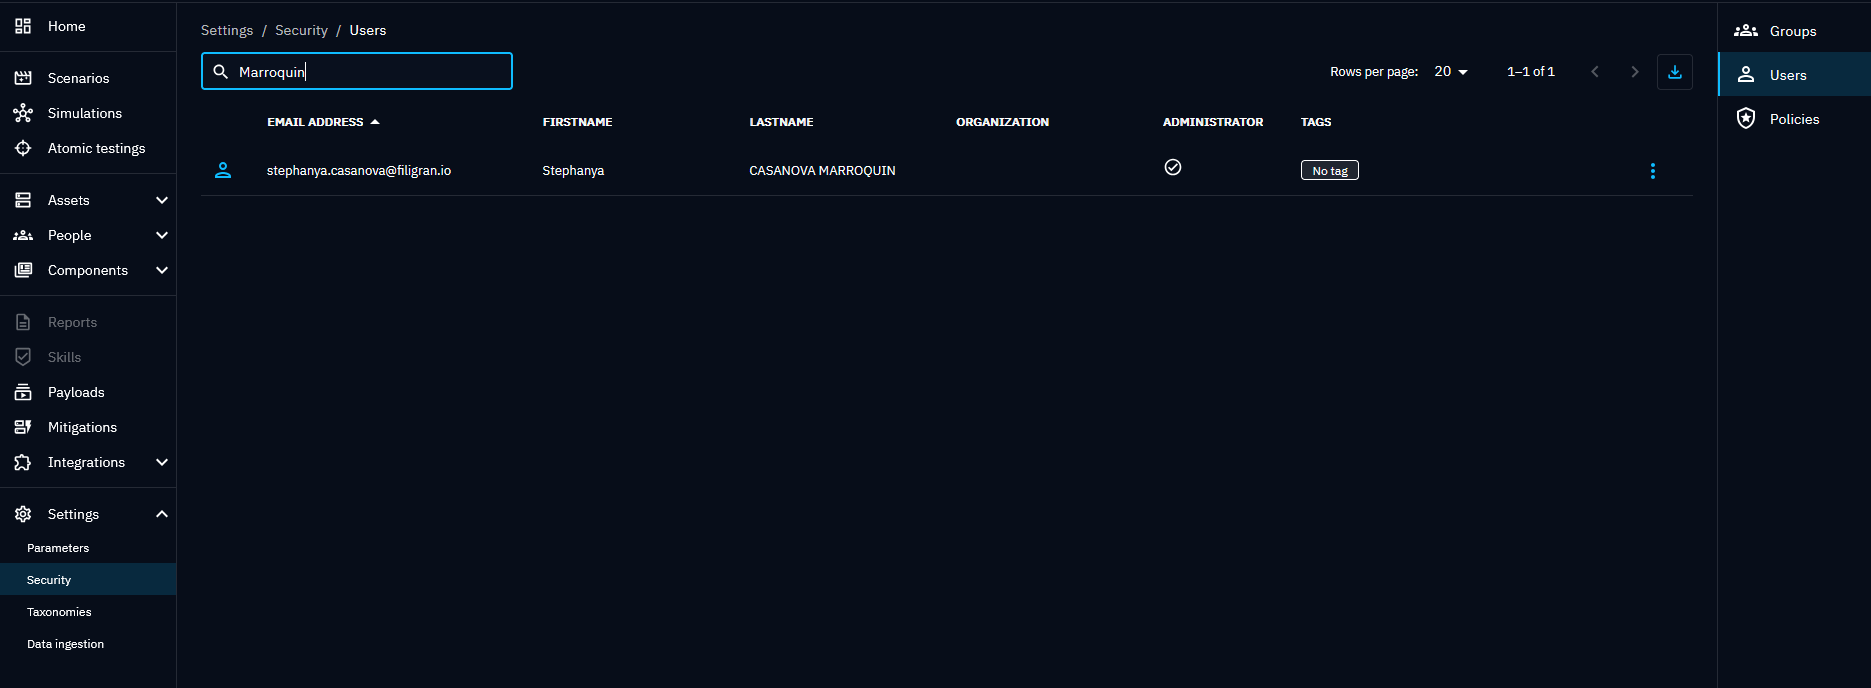 Home
Scenarios
Simulations
Atomic testings
Assets
People
Components
Reports
Skills
Payloads
Mitigations
Integrations
Settings
Parameters
Security
Taxonomies
Data ingestion
Settings / Security / Users
Marroquin
Rows per page: 20 1–1 of 1
EMAIL ADDRESS FIRSTNAME LASTNAME ORGANIZATION ADMINISTRATOR TAGS
stephanya.casanova@filigran.io Stephanya CASANOVA MARROQUIN No tag
Groups
Users
Policies